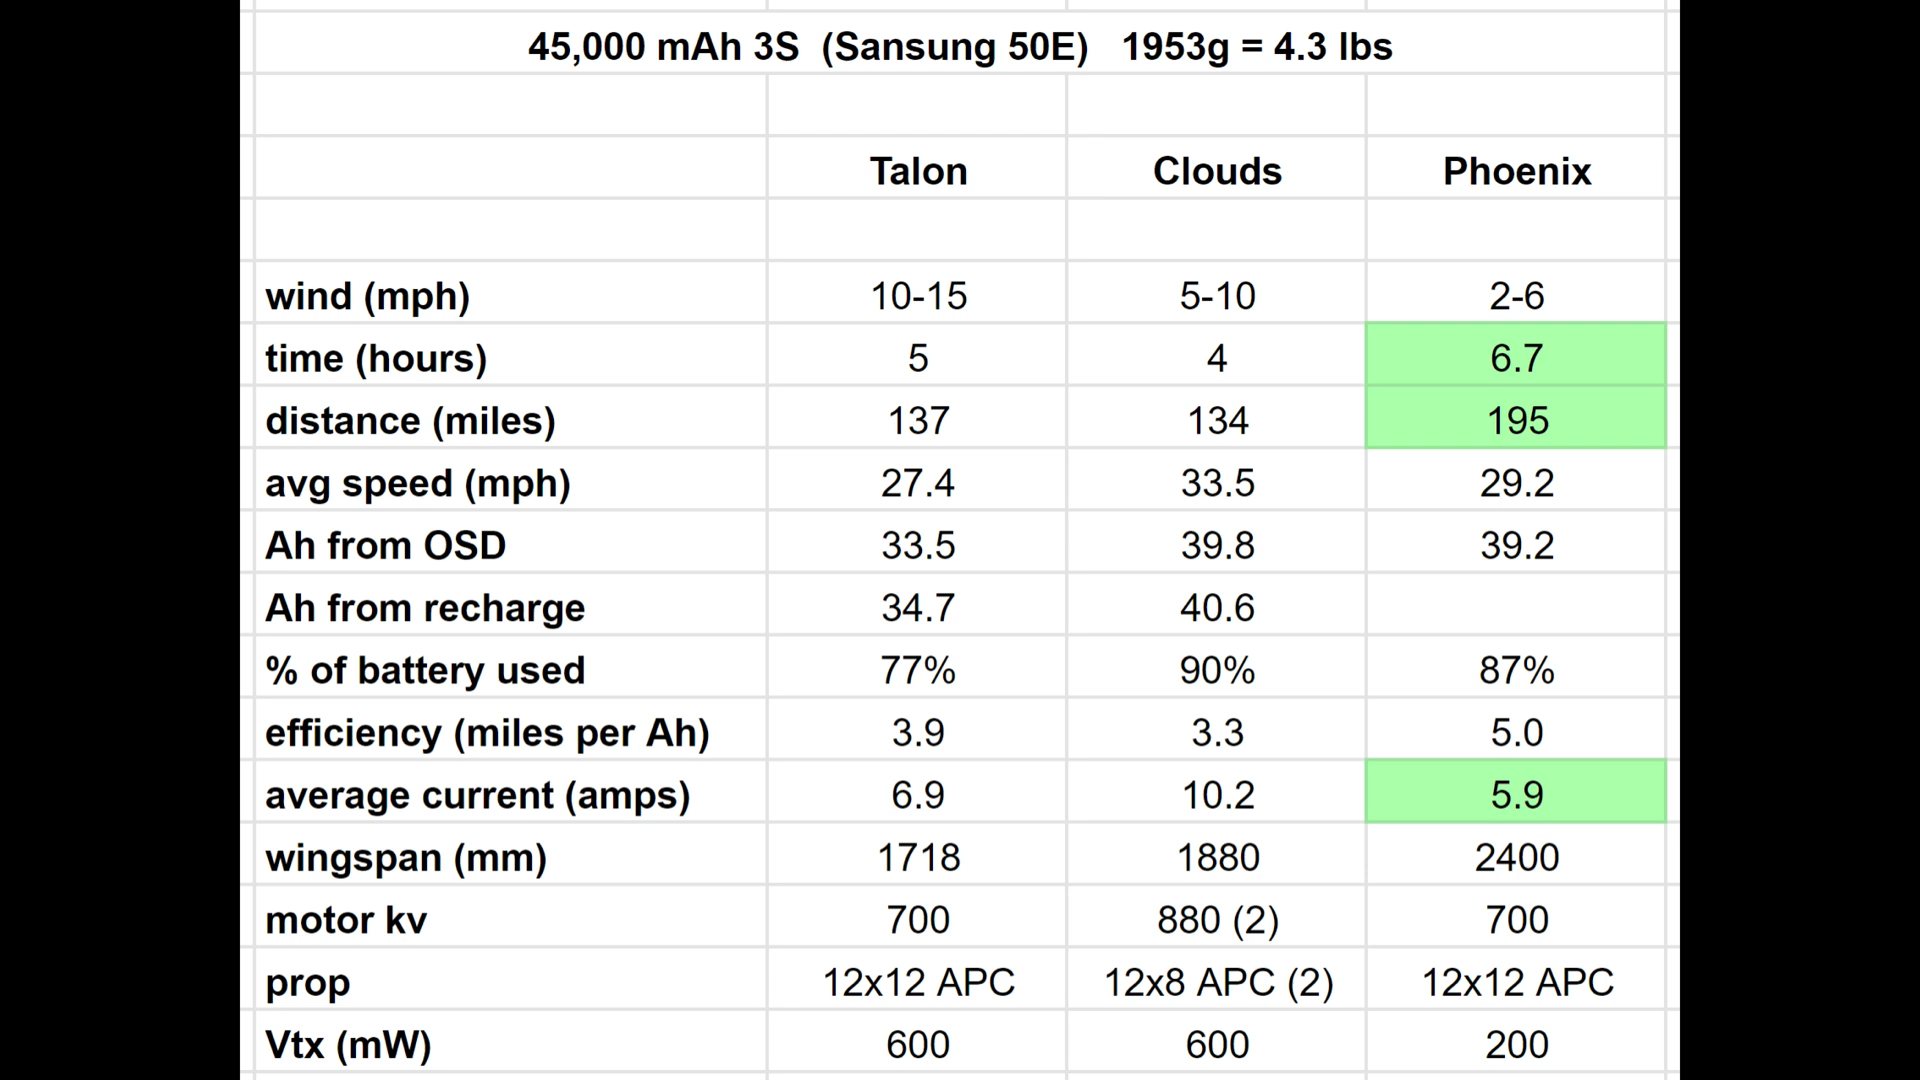 45,000 mAh 3S (Sansung 50E) 1953g = 4.3 lbs
Talon Clouds Phoenix
wind (mph) 10-15 5-10 2-6
time (hours) 5 4 6.7
distance (miles) 137 134 195
avg speed (mph) 27.4 33.5 29.2
Ah from OSD 33.5 39.8 39.2
Ah from recharge 34.7 40.6
% of battery used 77% 90% 87%
efficiency (miles per Ah) 3.9 3.3 5.0
average current (amps) 6.9 10.2 5.9
wingspan (mm) 1718 1880 2400
motor kv 700 880 (2) 700
prop 12x12 APC 12x8 APC (2) 12x12 APC
Vtx (mW) 600 600 200